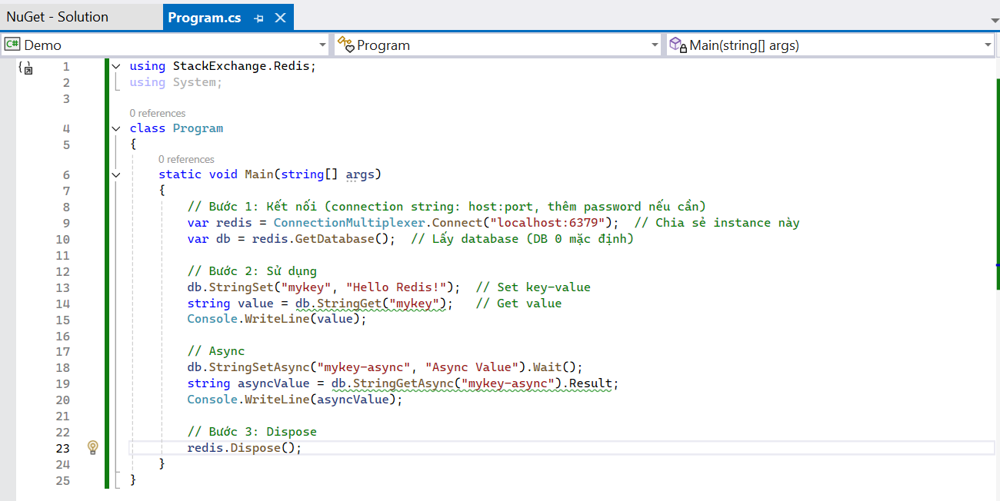 NuGet - Solution Program.cs
C# Demo Program Main(string[] args)
1 using StackExchange.Redis;
2 using System;
3
0 references
4 class Program
5 {
0 references
6 static void Main(string[] args)
7 {
8 // Bước 1: Kết nối (connection string: host:port, thêm password nếu cần)
9 var redis = ConnectionMultiplexer.Connect("localhost:6379"); // Chia sẻ instance này
10 var db = redis.GetDatabase(); // Lấy database (DB 0 mặc định)
11
12 // Bước 2: Sử dụng
13 db.StringSet("mykey", "Hello Redis!"); // Set key-value
14 string value = db.StringGet("mykey"); // Get value
15 Console.WriteLine(value);
16
17 // Async
18 db.StringSetAsync("mykey-async", "Async Value").Wait();
19 string asyncValue = db.StringGetAsync("mykey-async").Result;
20 Console.WriteLine(asyncValue);
21
22 // Bước 3: Dispose
23 redis.Dispose();
24 }
25 }